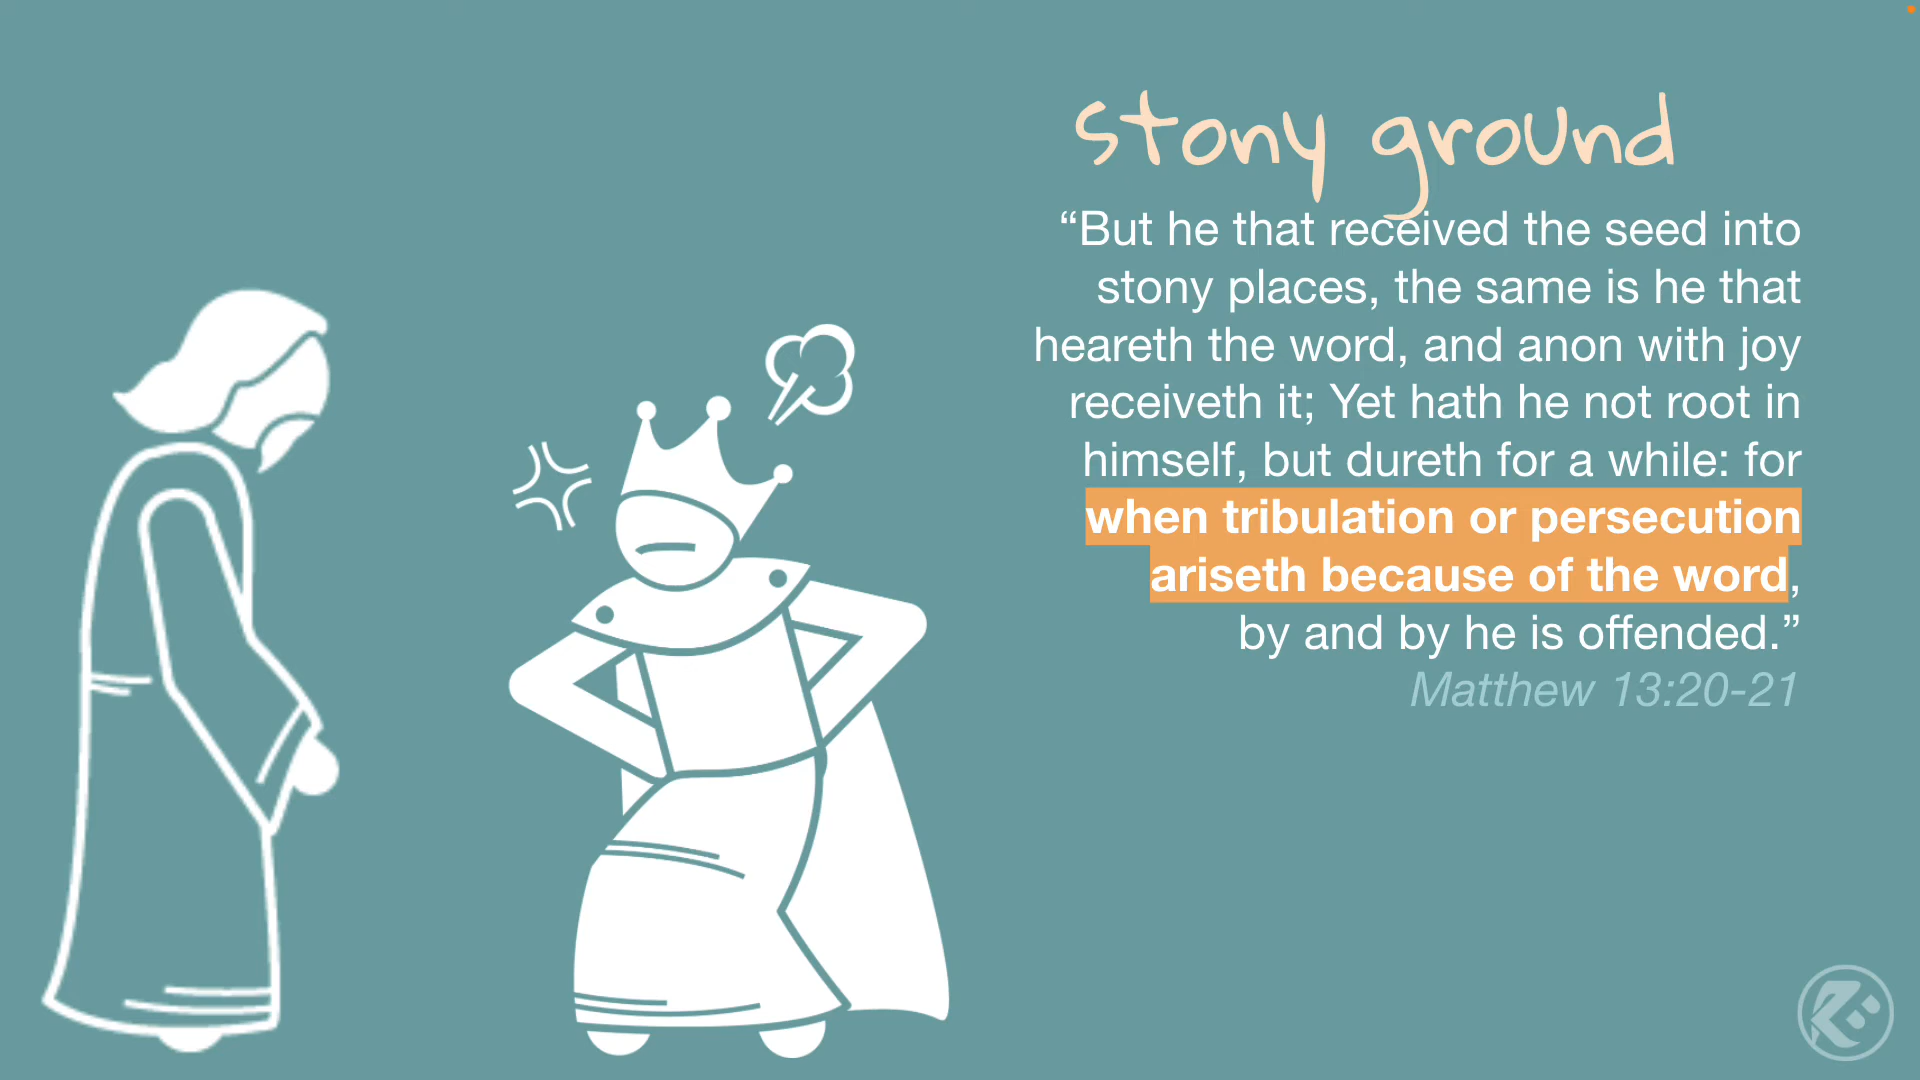 stony ground
“But he that received the seed into
stony places, the same is he that
heareth the word, and anon with joy
receiveth it; Yet hath he not root in
himself, but dureth for a while: for
when tribulation or persecution
ariseth because of the word,
by and by he is offended.”
Matthew 13:20-21